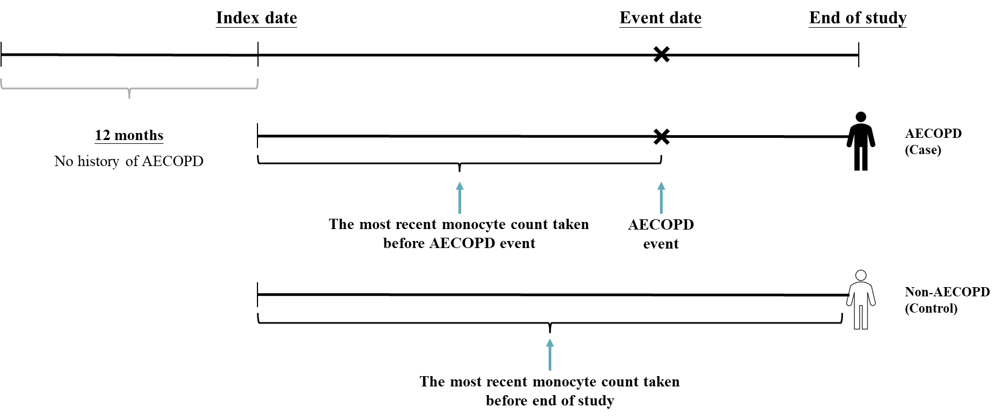 Index date
Event date
End of study
12 months
No history of AECOPD
AECOPD
(Case)
The most recent monocyte count taken
before AECOPD event
AECOPD
event
Non-AECOPD
(Control)
The most recent monocyte count taken
before end of study